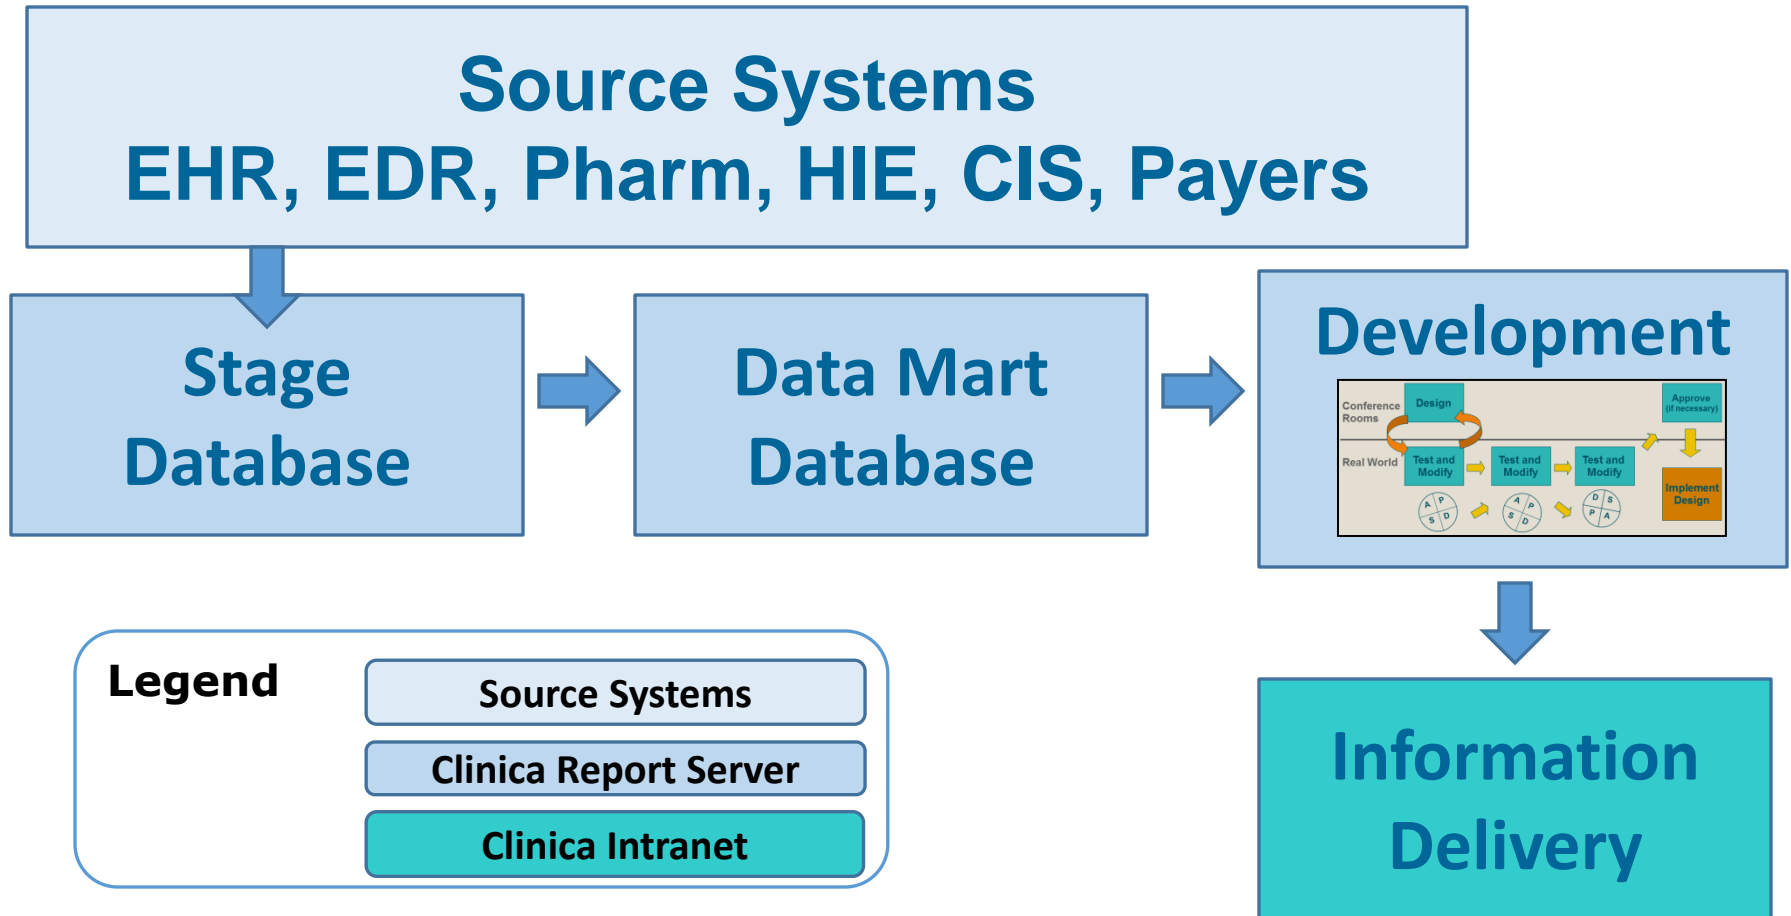 Source Systems
EHR, EDR, Pharm, HIE, CIS, Payers
Stage
Database
Data Mart
Database
Development
Conference
Rooms
Design
Approve
(if necessary)
Real World
Test and
Modify
Test and
Modify
Test and
Modify
Implement
Design
A P
S D
A P
S D
D S
P A
Legend
Source Systems
Clinica Report Server
Clinica Intranet
Information
Delivery